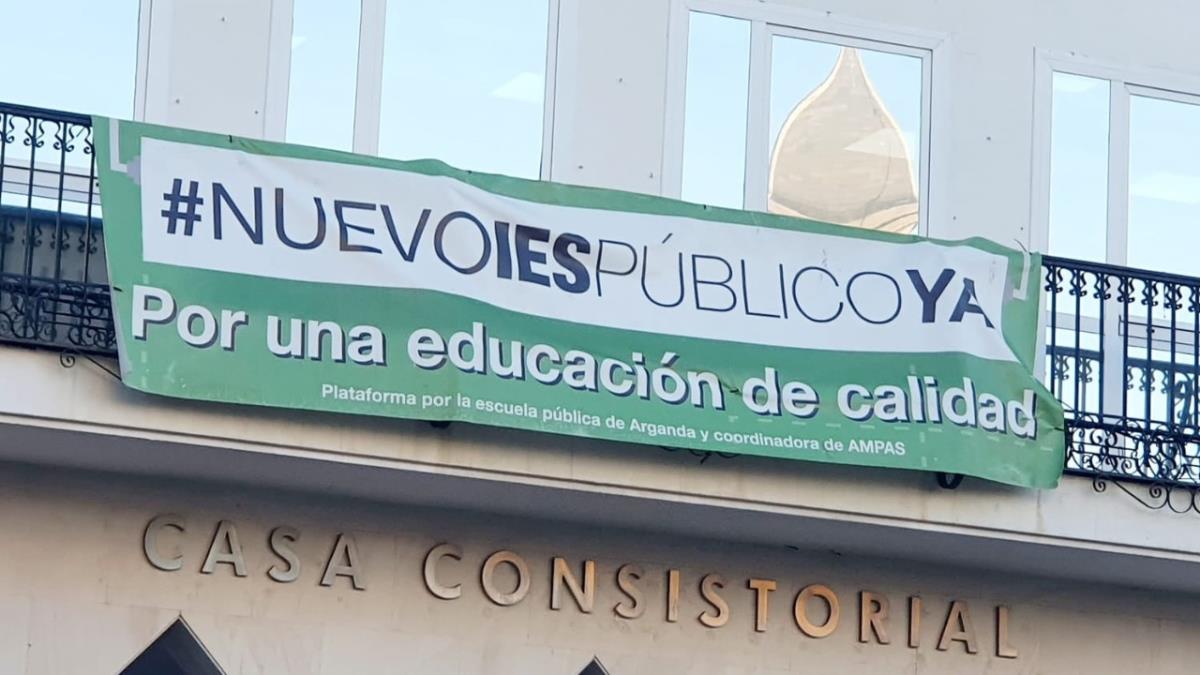 #NUEVOIESPÚBLICOYA
Por una educación de calidad
Plataforma por la escuela pública de Arganda y coordinadora de AMPAS
CASA CONSISTORIAL